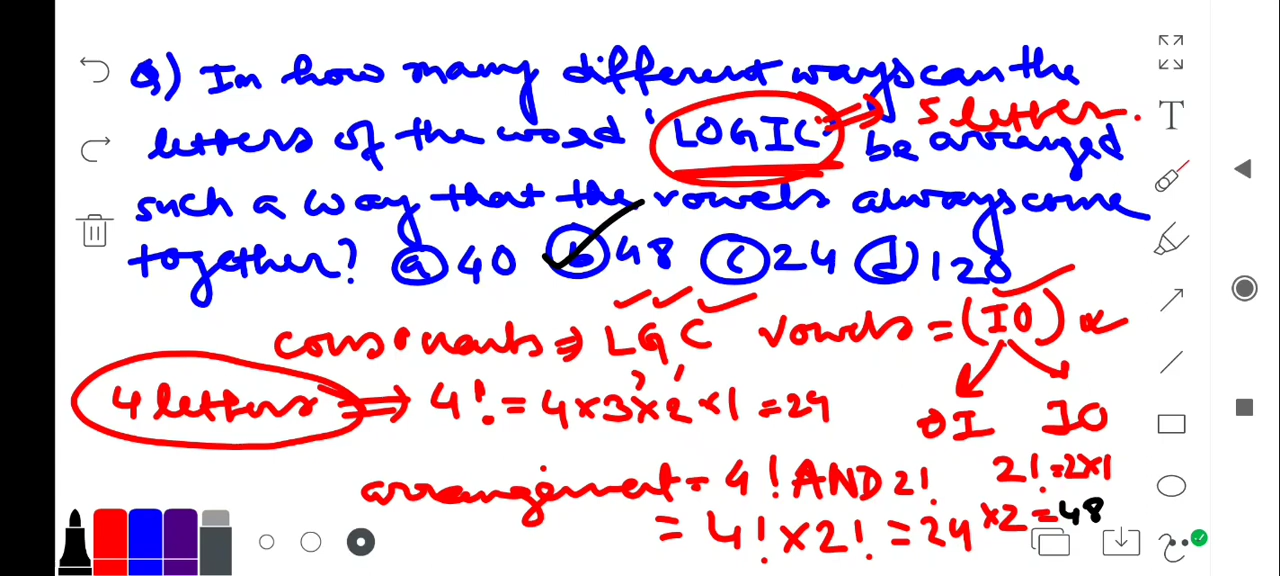 Q) In how many different ways can the
letters of the word 'LOGIC' be arranged
⇒ 5 letter.
such a way that the vowels always come
together? (a) 40 (b) 48 (c) 24 (d) 120
consonants ⇒ LGC vowels = (IO)
4 letters ⇒ 4! = 4×3×2×1 = 24
OI IO
arrangement = 4! AND 2! 2! = 2×1
= 4! × 2! = 24 × 2 = 48